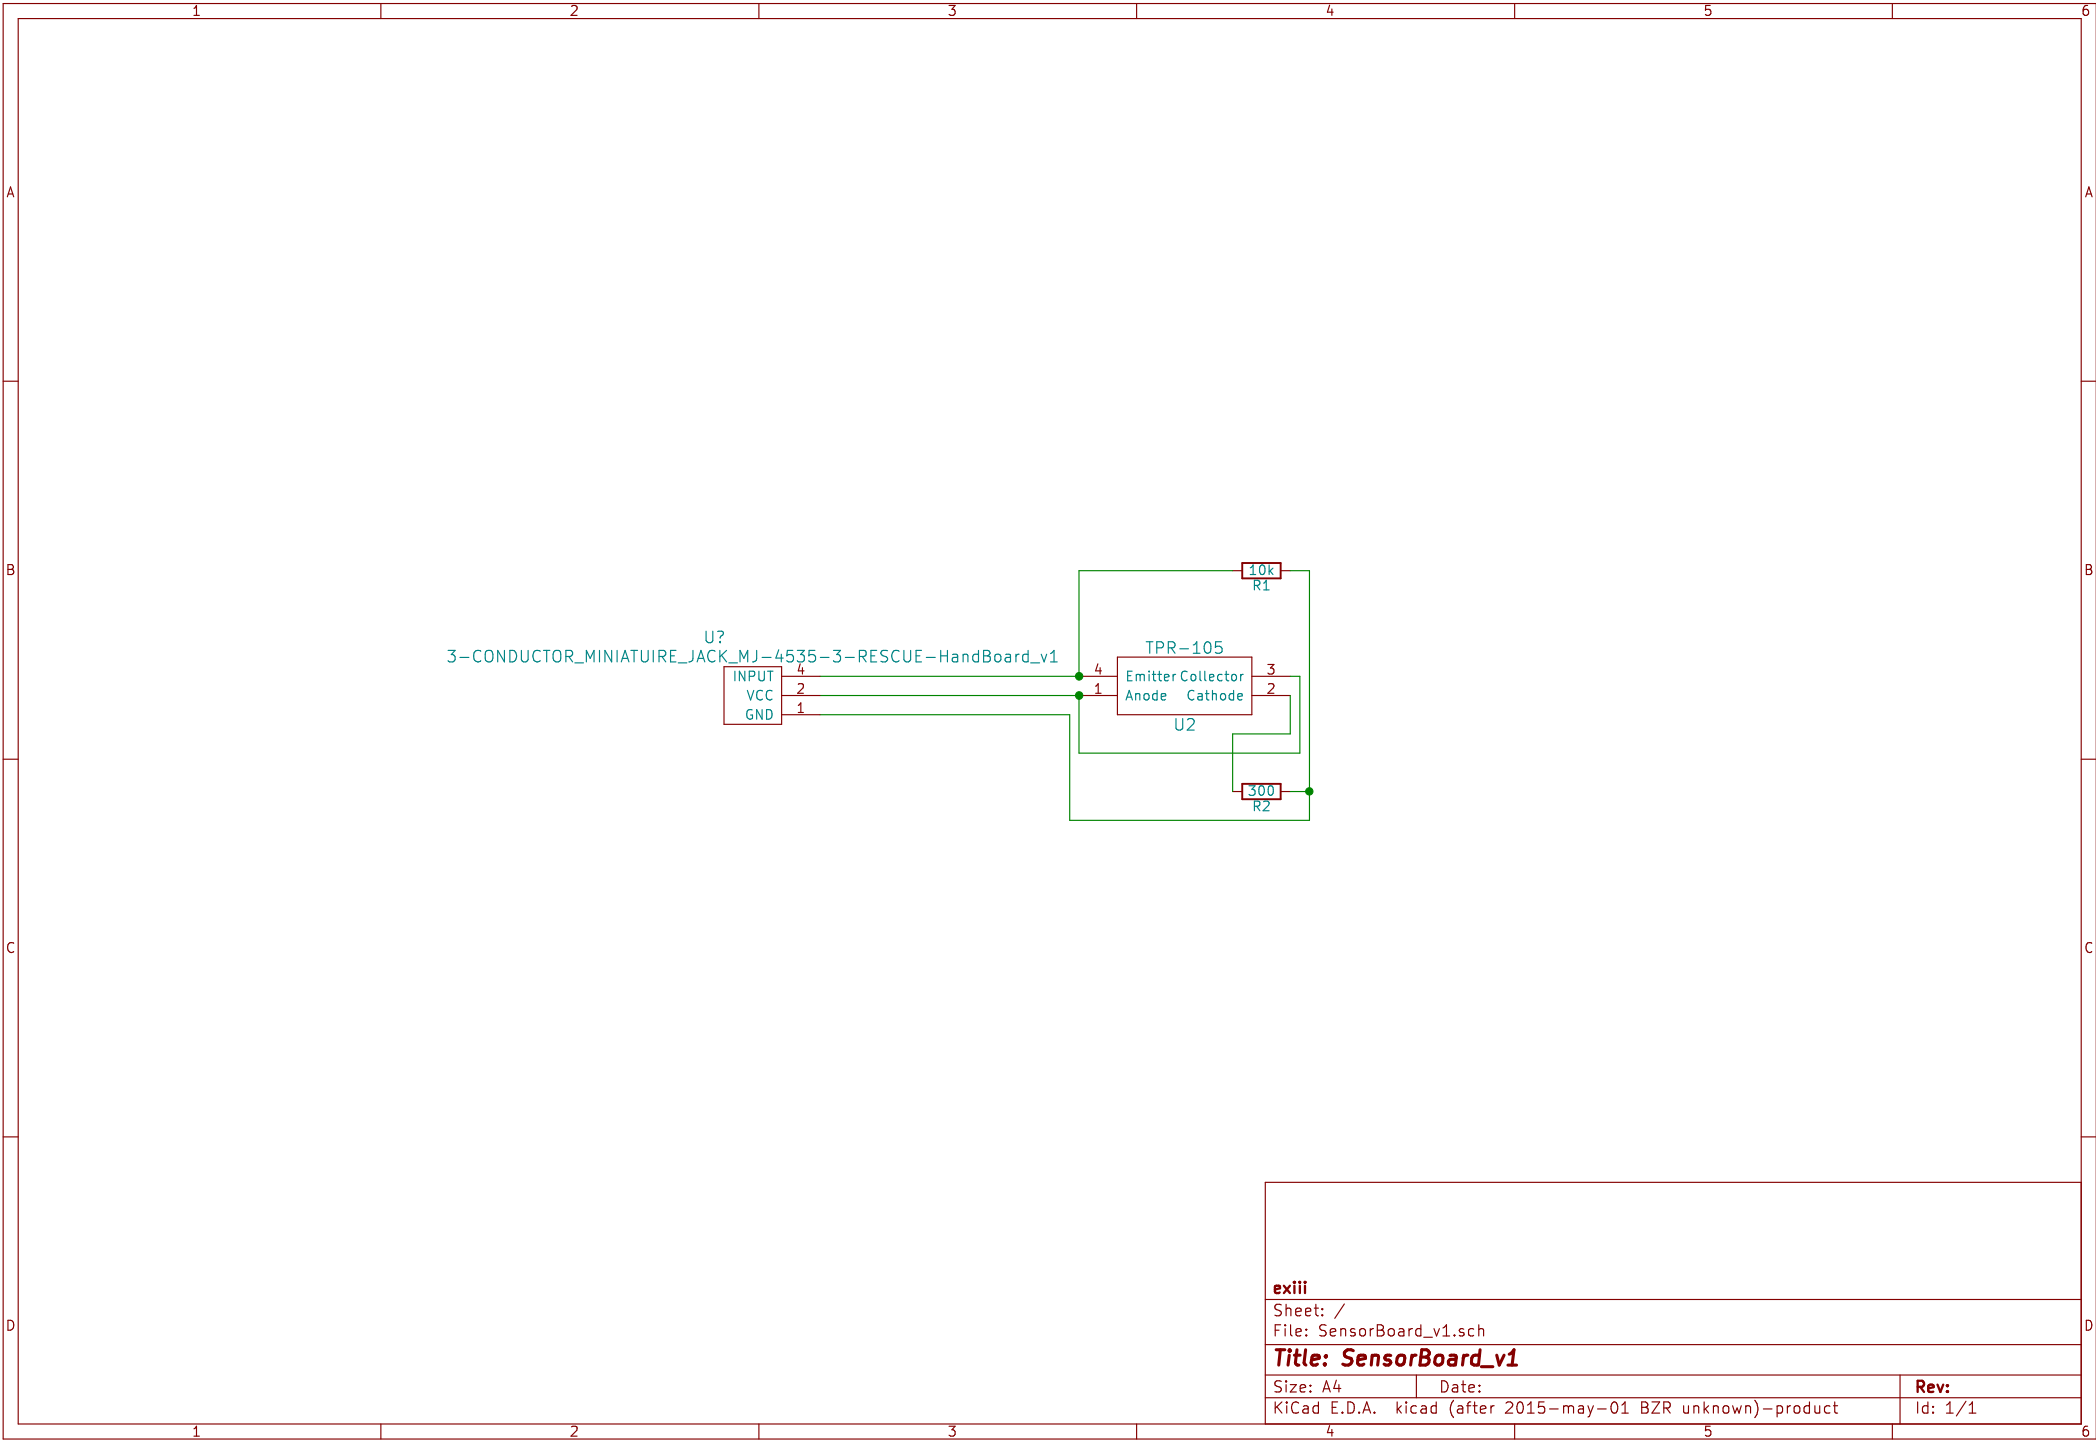 1 2 3 4 5 6
A A
B B
10k
R1
U?
3-CONDUCTOR_MINIATUIRE_JACK_MJ-4535-3-RESCUE-HandBoard_v1
TPR-105
INPUT 4
VCC 2
GND 1
4 Emitter Collector 3
1 Anode Cathode 2
U2
300
R2
C C
exiii
Sheet: /
File: SensorBoard_v1.sch
D D
Title: SensorBoard_v1
Size: A4 Date: Rev:
KiCad E.D.A. kicad (after 2015-may-01 BZR unknown)-product Id: 1/1
1 2 3 4 5 6